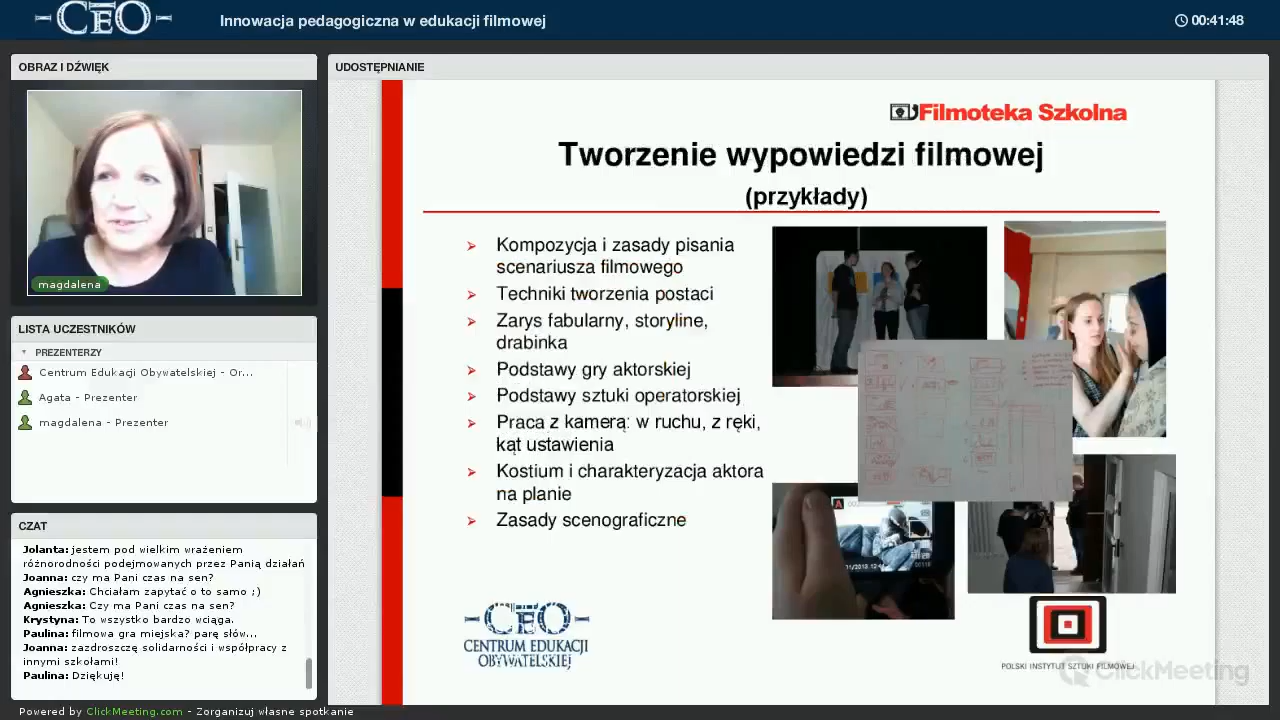 CEO
Innowacja pedagogiczna w edukacji filmowej
00:41:48
OBRAZ I DŹWIĘK
magdalena
LISTA UCZESTNIKÓW
PREZENTERZY
Centrum Edukacji Obywatelskiej - Or...
Agata - Prezenter
magdalena - Prezenter
CZAT
Jolanta: jestem pod wielkim wrażeniem
różnorodności podejmowanych przez Panią działań
Joanna: czy ma Pani czas na sen?
Agnieszka: Chciałam zapytać o to samo ;)
Agnieszka: Czy ma Pani czas na sen?
Krystyna: To wszystko bardzo wciąga.
Paulina: filmowa gra miejska? parę słów...
Joanna: zazdroszczę solidarności i współpracy z
innymi szkołami!
Paulina: Dziękuję!
UDOSTĘPNIANIE
Filmoteka Szkolna
Tworzenie wypowiedzi filmowej
(przykłady)
Kompozycja i zasady pisania
scenariusza filmowego
Techniki tworzenia postaci
Zarys fabularny, storyline,
drabinka
Podstawy gry aktorskiej
Podstawy sztuki operatorskiej
Praca z kamerą: w ruchu, z ręki,
kąt ustawienia
Kostium i charakteryzacja aktora
na planie
Zasady scenograficzne
CEO
CENTRUM EDUKACJI
OBYWATELSKIEJ
POLSKI INSTYTUT SZTUKI FILMOWEJ
ClickMeeting
Powered by ClickMeeting.com - Zorganizuj własne spotkanie